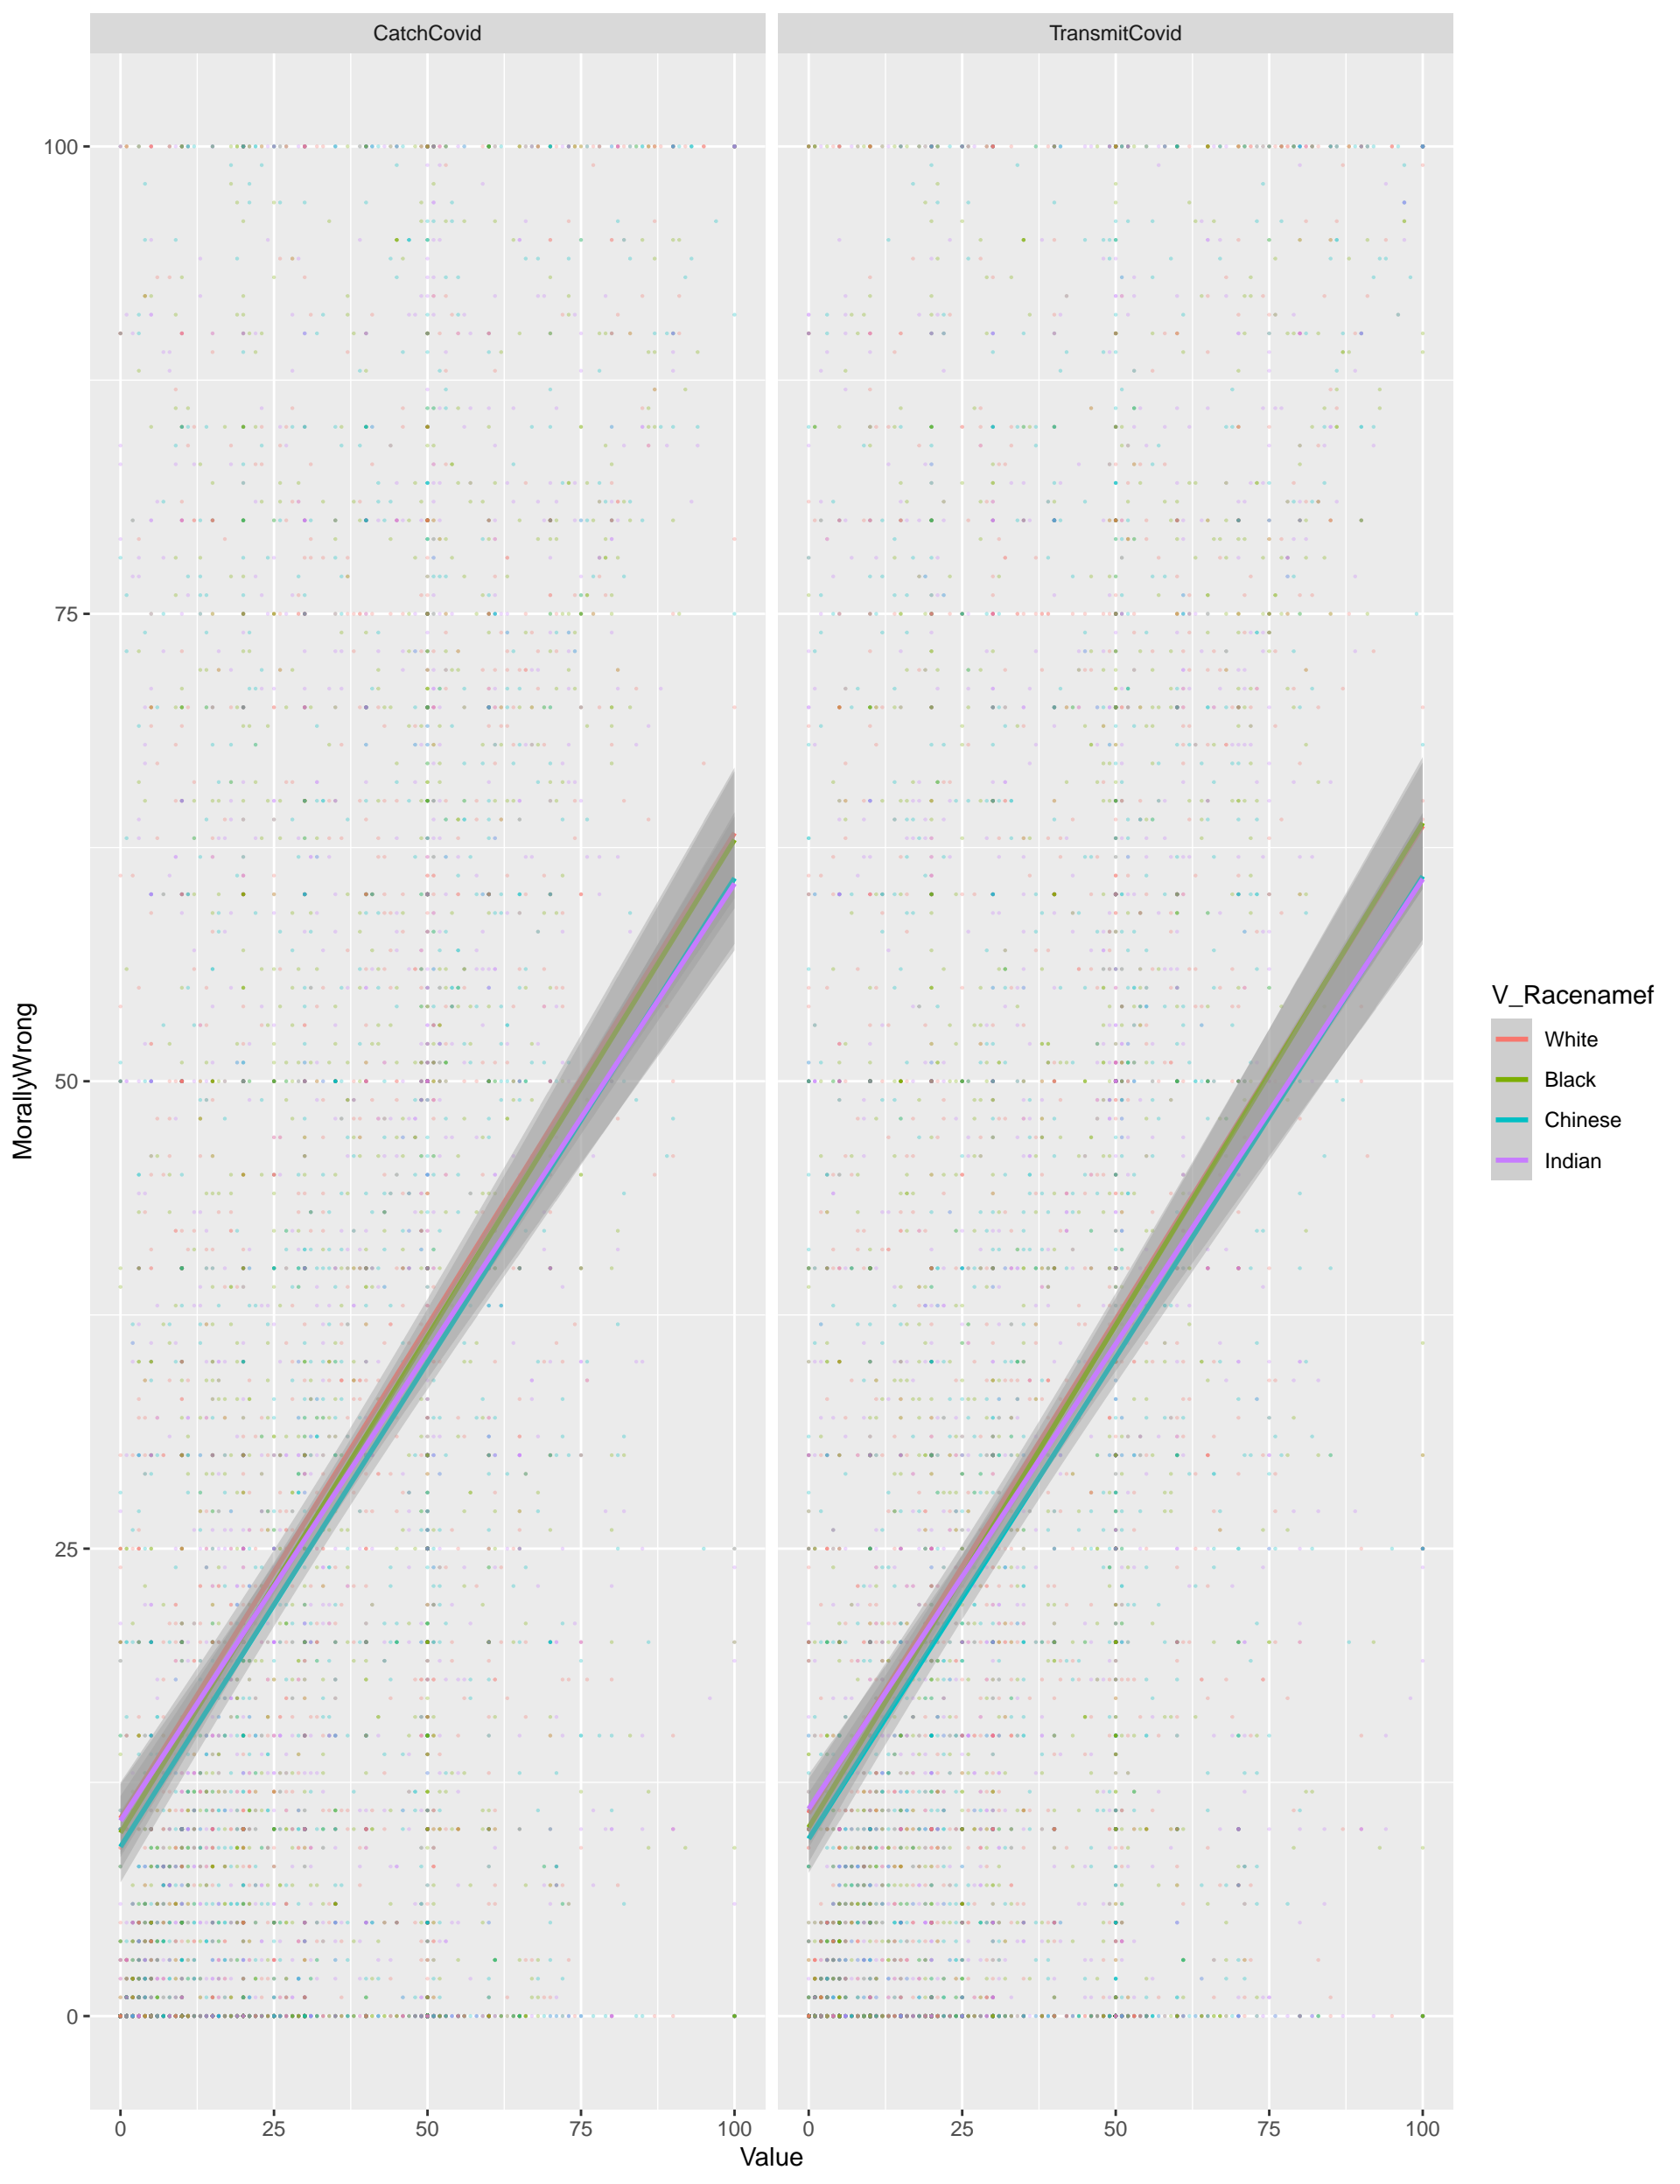 CatchCovid
TransmitCovid
100
75
50
25
0
MorallyWrong
0
25
50
75
100
0
25
50
75
100
Value
V_Racenamef
White
Black
Chinese
Indian